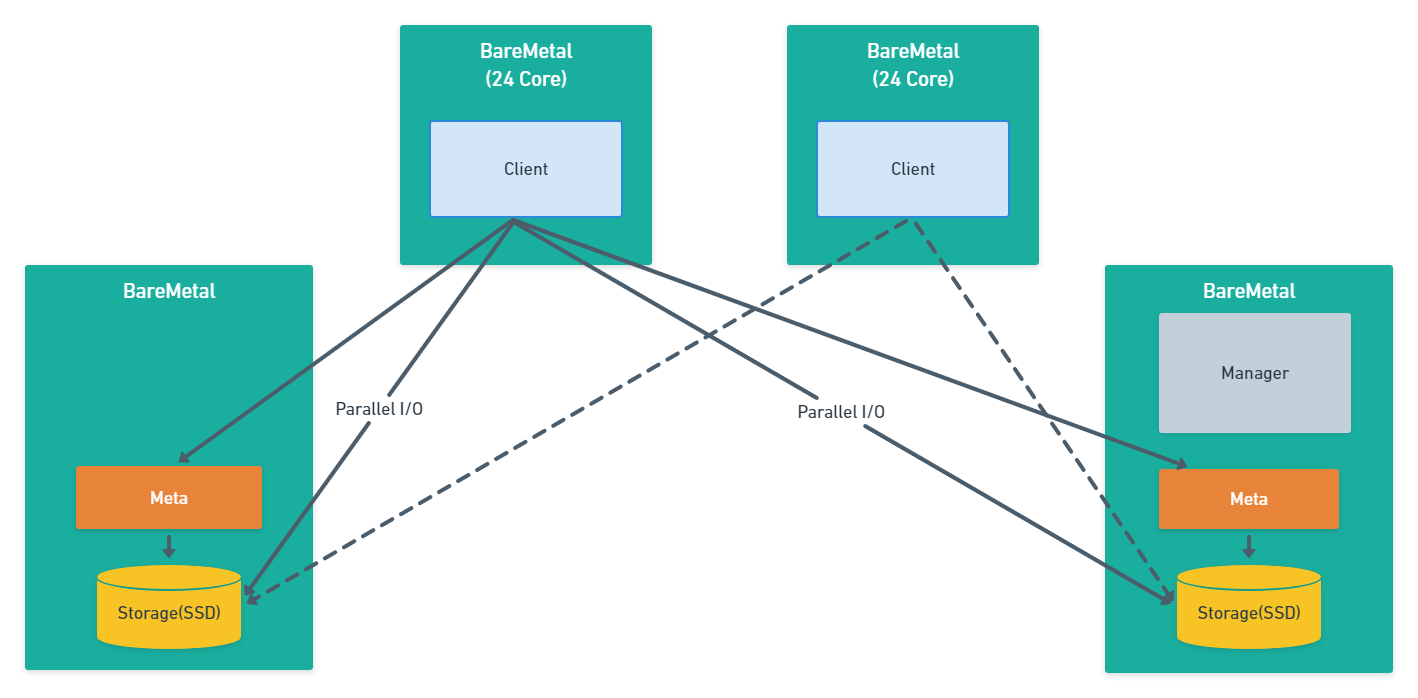 BareMetal
(24 Core)
Client
BareMetal
(24 Core)
Client
BareMetal
Meta
Storage(SSD)
Parallel I/O
Parallel I/O
BareMetal
Manager
Meta
Storage(SSD)